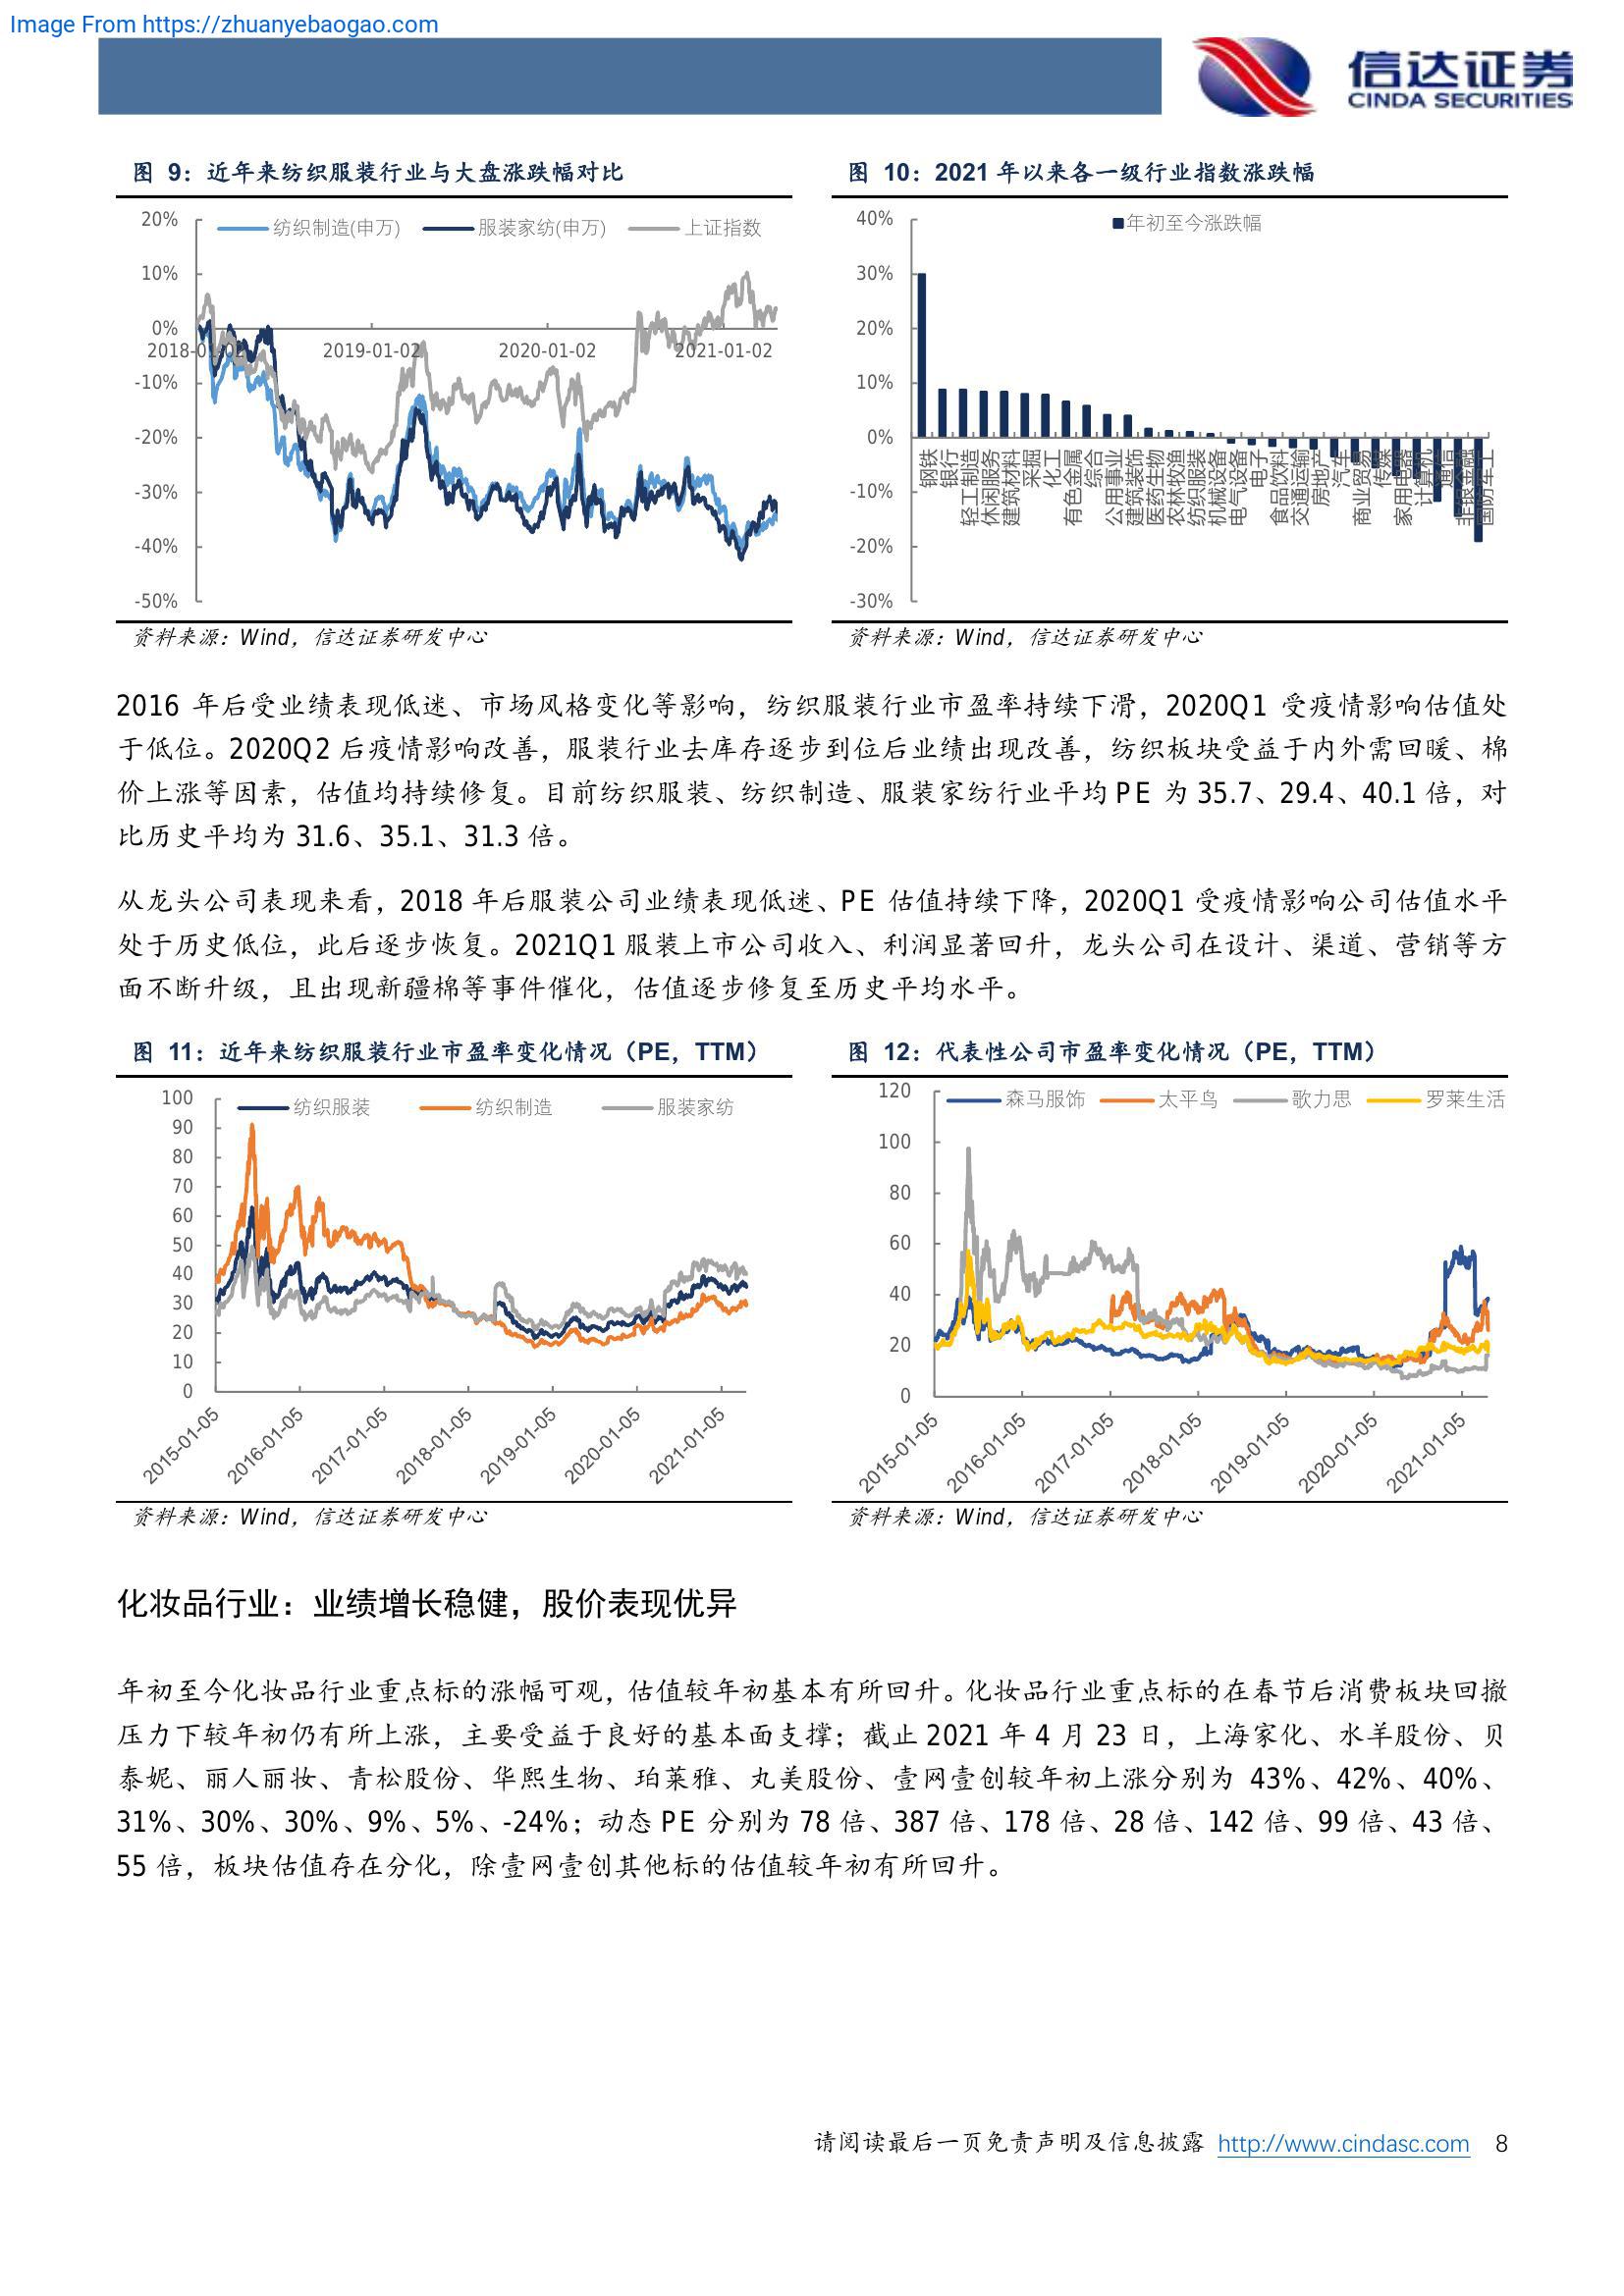 Image From https://zhuanyebaogao.com
信达证券
CINDA SECURITIES
图 9：近年来纺织服装行业与大盘涨跌幅对比
纺织制造(申万) 服装家纺(申万) 上证指数
20%
10%
0%
-10%
-20%
-30%
-40%
-50%
2018-01-02 2019-01-02 2020-01-02 2021-01-02
资料来源：Wind，信达证券研发中心
图 10：2021 年以来各一级行业指数涨跌幅
年初至今涨跌幅
40%
30%
20%
10%
0%
-10%
-20%
-30%
钢铁
银行
轻工制造
休闲服务
建筑材料
采掘
化工
有色金属
综合
公用事业
建筑装饰
医药生物
农林牧渔
纺织服装
机械设备
电气设备
电子
食品饮料
交通运输
房地产
汽车
商业贸易
传媒
家用电器
计算机
通信
非银金融
国防军工
资料来源：Wind，信达证券研发中心
2016 年后受业绩表现低迷、市场风格变化等影响，纺织服装行业市盈率持续下滑，2020Q1 受疫情影响估值处
于低位。2020Q2 后疫情影响改善，服装行业去库存逐步到位后业绩出现改善，纺织板块受益于内外需回暖、棉
价上涨等因素，估值均持续修复。目前纺织服装、纺织制造、服装家纺行业平均 PE 为 35.7、29.4、40.1 倍，对
比历史平均为 31.6、35.1、31.3 倍。
从龙头公司表现来看，2018 年后服装公司业绩表现低迷、PE 估值持续下降，2020Q1 受疫情影响公司估值水平
处于历史低位，此后逐步恢复。2021Q1 服装上市公司收入、利润显著回升，龙头公司在设计、渠道、营销等方
面不断升级，且出现新疆棉等事件催化，估值逐步修复至历史平均水平。
图 11：近年来纺织服装行业市盈率变化情况（PE，TTM）
纺织服装 纺织制造 服装家纺
100
90
80
70
60
50
40
30
20
10
0
2015-01-05 2016-01-05 2017-01-05 2018-01-05 2019-01-05 2020-01-05 2021-01-05
资料来源：Wind，信达证券研发中心
图 12：代表性公司市盈率变化情况（PE，TTM）
森马服饰 太平鸟 歌力思 罗莱生活
120
100
80
60
40
20
0
2015-01-05 2016-01-05 2017-01-05 2018-01-05 2019-01-05 2020-01-05 2021-01-05
资料来源：Wind，信达证券研发中心
化妆品行业：业绩增长稳健，股价表现优异
年初至今化妆品行业重点标的涨幅可观，估值较年初基本有所回升。化妆品行业重点标的在春节后消费板块回撤
压力下较年初仍有所上涨，主要受益于良好的基本面支撑；截止 2021 年 4 月 23 日，上海家化、水羊股份、贝
泰妮、丽人丽妆、青松股份、华熙生物、珀莱雅、丸美股份、壹网壹创较年初上涨分别为 43%、42%、40%、
31%、30%、30%、9%、5%、-24%；动态 PE 分别为 78 倍、387 倍、178 倍、28 倍、142 倍、99 倍、43 倍、
55 倍，板块估值存在分化，除壹网壹创其他标的估值较年初有所回升。
请阅读最后一页免责声明及信息披露 http://www.cindasc.com 8